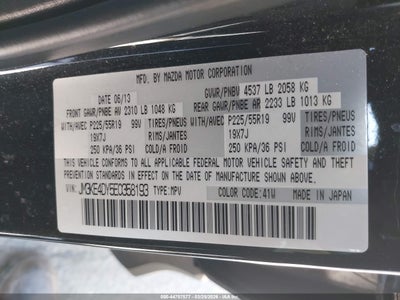 MFD. BY MAZDA MOTOR CORPORATION
DATE 06/13 GVWR/PNBV 4537 LB 2058 KG
FRONT GAWR/PNBE AV 2310 LB 1048 KG REAR GAWR/PNBE AR 2233 LB 1013 KG
WITH/AVEC P225/55R19 99V TIRES/PNEUS WITH/AVEC P225/55R19 99V TIRES/PNEUS
19X7J RIMS/JANTES 19X7J RIMS/JANTES
250 KPA/36 PSI COLD/A FROID 250 KPA/36 PSI COLD/A FROID
THIS VEHICLE CONFORMS TO ALL APPLICABLE FEDERAL MOTOR VEHICLE
SAFETY, BUMPER, AND THEFT PREVENTION STANDARDS IN EFFECT ON THE
DATE OF MANUFACTURE SHOWN ABOVE.
JM3KE4DY5E0358193 TYPE:MPV COLOR CODE:41W MADE IN JAPAN